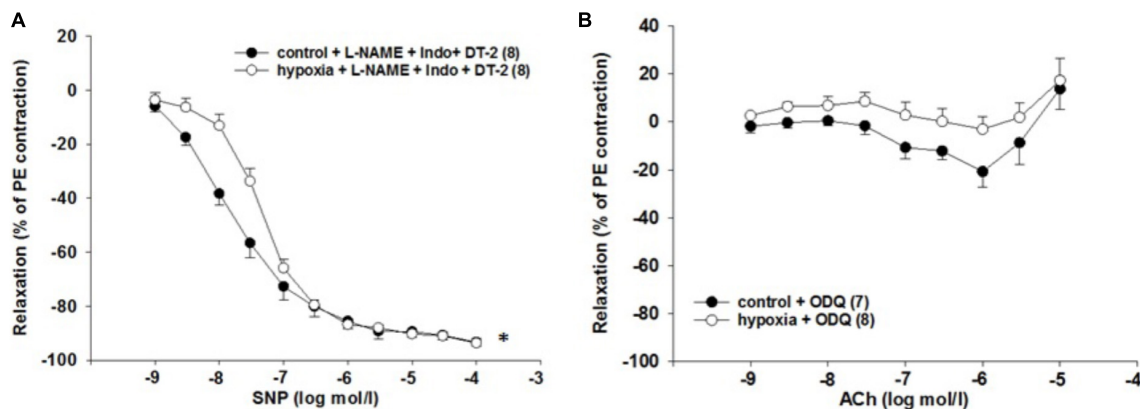 A
control + L-NAME + Indo+ DT-2 (8)
hypoxia + L-NAME + Indo + DT-2 (8)
Relaxation (% of PE contraction)
20
0
-20
-40
-60
-80
-100
*
-9 -8 -7 -6 -5 -4 -3
SNP (log mol/l)
B
Relaxation (% of PE contraction)
40
20
0
-20
-40
-60
-80
-100
control + ODQ (7)
hypoxia + ODQ (8)
-9 -8 -7 -6 -5 -4
ACh (log mol/l)